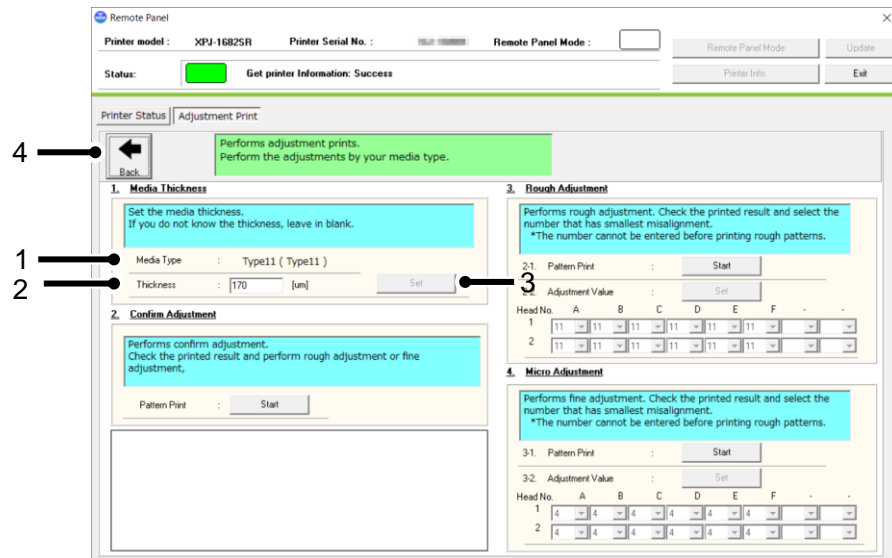 Remote Panel
Printer model : XPJ-1682SR Printer Serial No. : Remote Panel Mode :
Remote Panel Mode Update
Status: Get printer Information: Success
Printer Info. Exit
Printer Status Adjustment Print
4
Back
Performs adjustment prints.
Perform the adjustments by your media type.
1. Media Thickness
Set the media thickness.
If you do not know the thickness, leave in blank.
1 Media Type : Type11 ( Type11 )
2 Thickness : 170 [um] Set 3
2. Confirm Adjustment
Performs confirm adjustment.
Check the printed result and perform rough adjustment or fine
adjustment,
Pattern Print : Start
3. Rough Adjustment
Performs rough adjustment. Check the printed result and select the
number that has smallest misalignment.
*The number cannot be entered before printing rough patterns.
2-1. Pattern Print : Start
2-2. Adjustment Value : Set
Head No. A B C D E F - -
1 11 11 11 11 11 11
2 11 11 11 11 11 11
4. Micro Adjustment
Performs fine adjustment. Check the printed result and select the
number that has smallest misalignment.
*The number cannot be entered before printing rough patterns.
3-1. Pattern Print : Start
3-2. Adjustment Value : Set
Head No. A B C D E F - -
1 4 4 4 4 4 4
2 4 4 4 4 4 4